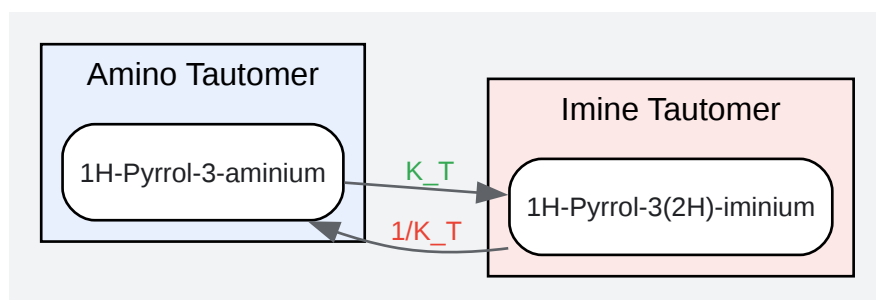 Amino Tautomer
1H-Pyrrol-3-aminium
K_T
1/K_T
Imine Tautomer
1H-Pyrrol-3(2H)-iminium